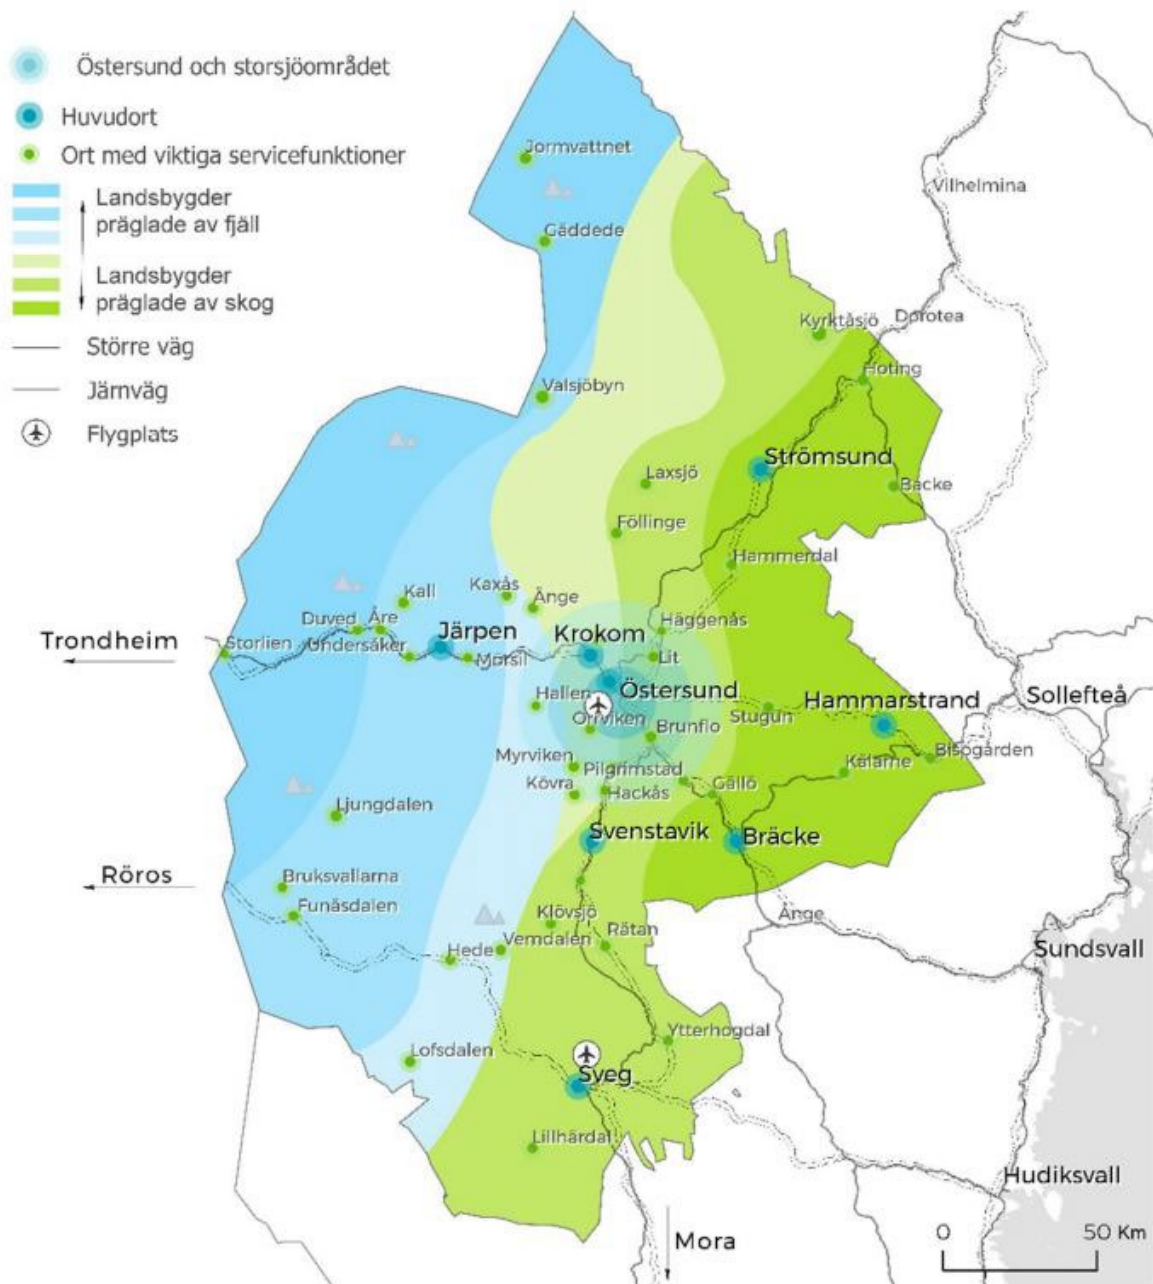 Östersund och storsjöområdet
Huvudort
Ort med viktiga servicefunktioner
Landsbygder
präglade av fjäll
Landsbygder
präglade av skog
Större väg
Järnväg
Flygplats
Jormvattnet
Vilhelmina
Gäddede
Kyrktåsjö
Dorotea
Hoting
Valsjöbyn
Strömsund
Laxsjö
Backe
Föllinge
Hammerdal
Kall
Kaxås
Änge
Duved
Åre
Häggenås
Trondheim
Storlien
Undersåker
Järpen
Mörsil
Krokom
Lit
Östersund
Hallen
Stugun
Hammarstrand
Sollefteå
Orrviken
Brunflo
Bispgården
Myrviken
Pilgrimstad
Kälarne
Kövra
Hackås
Gällö
Ljungdalen
Svenstavik
Bräcke
Röros
Bruksvallarna
Funäsdalen
Klövsjö
Ånge
Hede
Vemdalen
Rätan
Sundsvall
Lofsdalen
Ytterhogdal
Sveg
Lillhärdal
Hudiksvall
Mora
0
50 Km